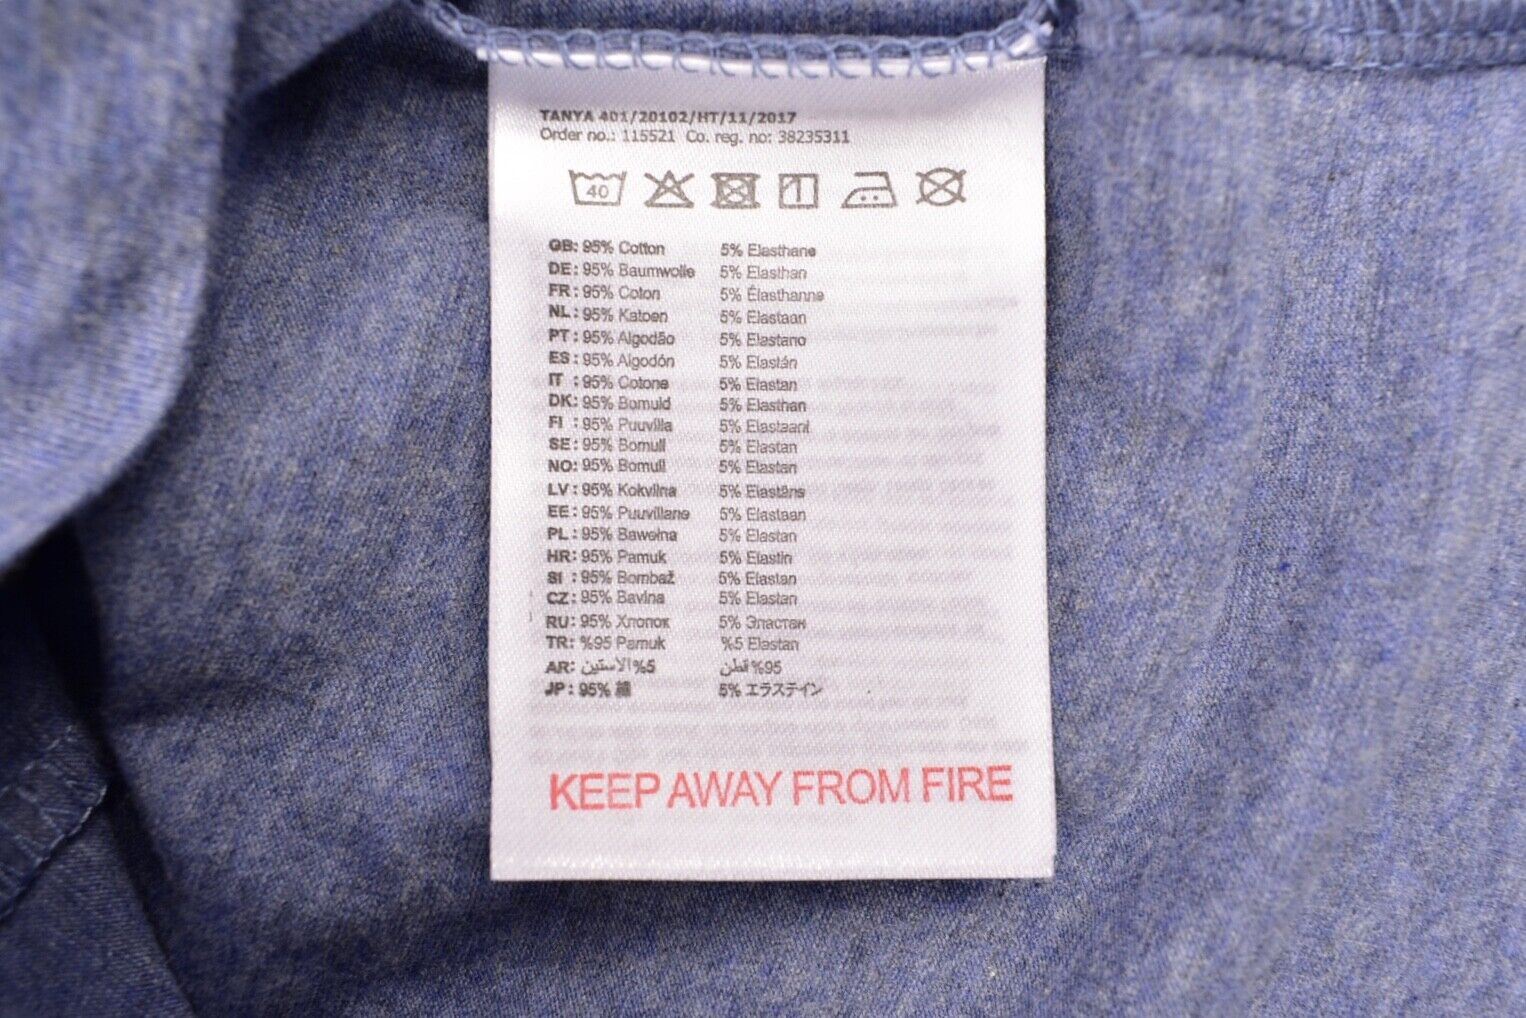 TANYA 401/20102/HT/11/2017
Order no.: 115521 Co. reg. no: 38235311
40
GB: 95% Cotton 5% Elasthane
DE: 95% Baumwolle 5% Elasthan
FR: 95% Coton 5% Élasthanne
NL: 95% Katoen 5% Elastaan
PT: 95% Algodão 5% Elastano
ES: 95% Algodón 5% Elastán
IT : 95% Cotone 5% Elastan
DK: 95% Bomuld 5% Elasthan
FI : 95% Puuvilla 5% Elastaani
SE: 95% Bomull 5% Elastan
NO: 95% Bomull 5% Elastan
LV: 95% Kokvilna 5% Elastāns
EE: 95% Puuvillane 5% Elastaan
PL: 95% Bawełna 5% Elastan
HR: 95% Pamuk 5% Elastin
SI : 95% Bombaž 5% Elastan
CZ: 95% Bavlna 5% Elastan
RU: 95% Хлопок 5% Эластан
TR: %95 Pamuk %5 Elastan
AR: الاستين %5 قطن %95
JP: 95% 綿 5% エラステイン
KEEP AWAY FROM FIRE